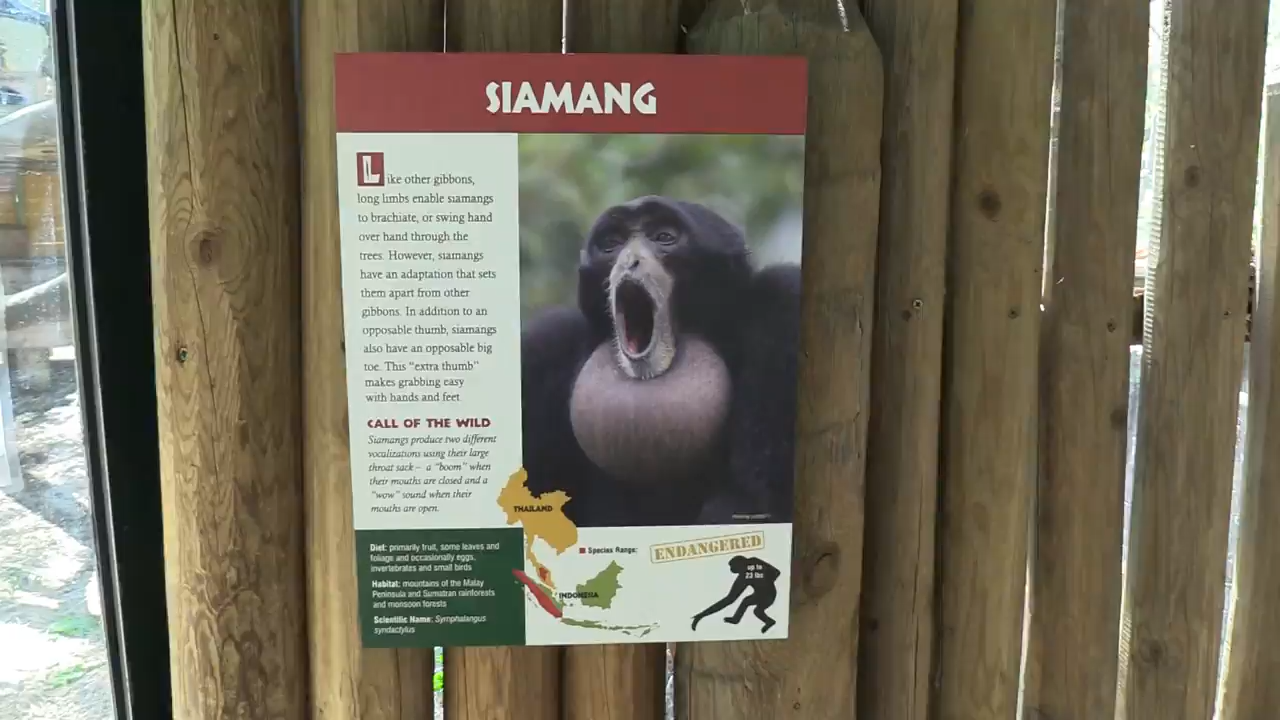 SIAMANG
Like other gibbons,
long limbs enable siamangs
to brachiate, or swing hand
over hand through the
trees. However, siamangs
have an adaptation that sets
them apart from other
gibbons. In addition to an
opposable thumb, siamangs
also have an opposable big
toe. This “extra thumb”
makes grabbing easy
with hands and feet.
CALL OF THE WILD
Siamangs produce two different
vocalizations using their large
throat sack – a “boom” when
their mouths are closed and a
“wow” sound when their
mouths are open.
Diet: primarily fruit, some leaves and
foliage and occasionally eggs,
invertebrates and small birds
Habitat: mountains of the Malay
Peninsula and Sumatran rainforests
and monsoon forests
Scientific Name: Symphalangus
syndactylus
THAILAND
INDONESIA
Species Range:
ENDANGERED
up to
23 lbs